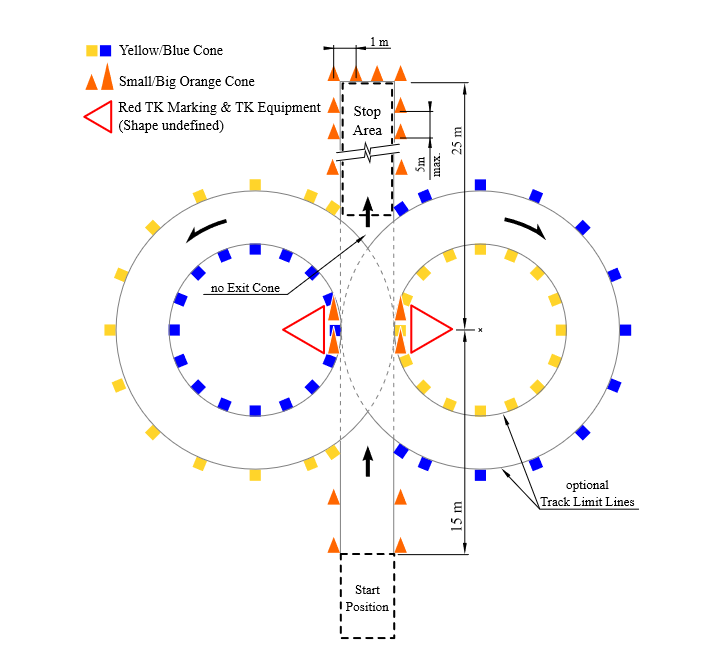 1 m
Yellow/Blue Cone
Small/Big Orange Cone
Red TK Marking & TK Equipment
(Shape undefined)
Stop
Area
25 m
5m
max.
no Exit Cone
optional
Track Limit Lines
15 m
Start
Position